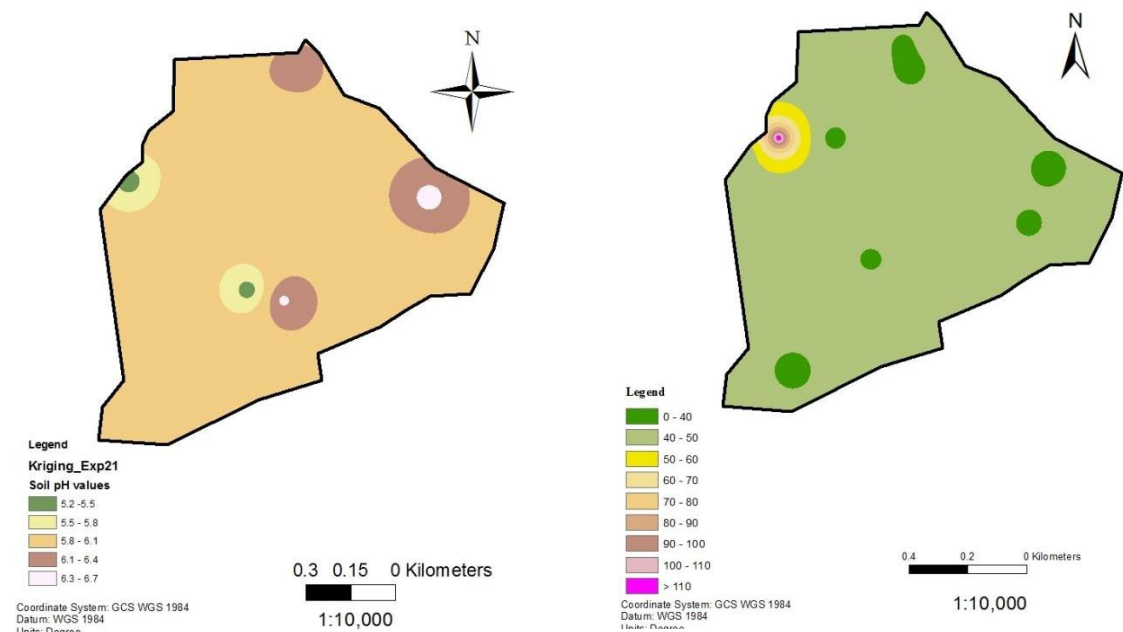 N
Legend
Kriging_Exp21
Soil pH values
5.2 -5.5
5.5 - 5.8
5.8 - 6.1
6.1 - 6.4
6.3 - 6.7
0.3 0.15 0 Kilometers
1:10,000
Coordinate System: GCS WGS 1984
Datum: WGS 1984
Units: Degree
N
Legend
0 - 40
40 - 50
50 - 60
60 - 70
70 - 80
80 - 90
90 - 100
100 - 110
> 110
0.4 0.2 0 Kilometers
1:10,000
Coordinate System: GCS WGS 1984
Datum: WGS 1984
Units: Degree